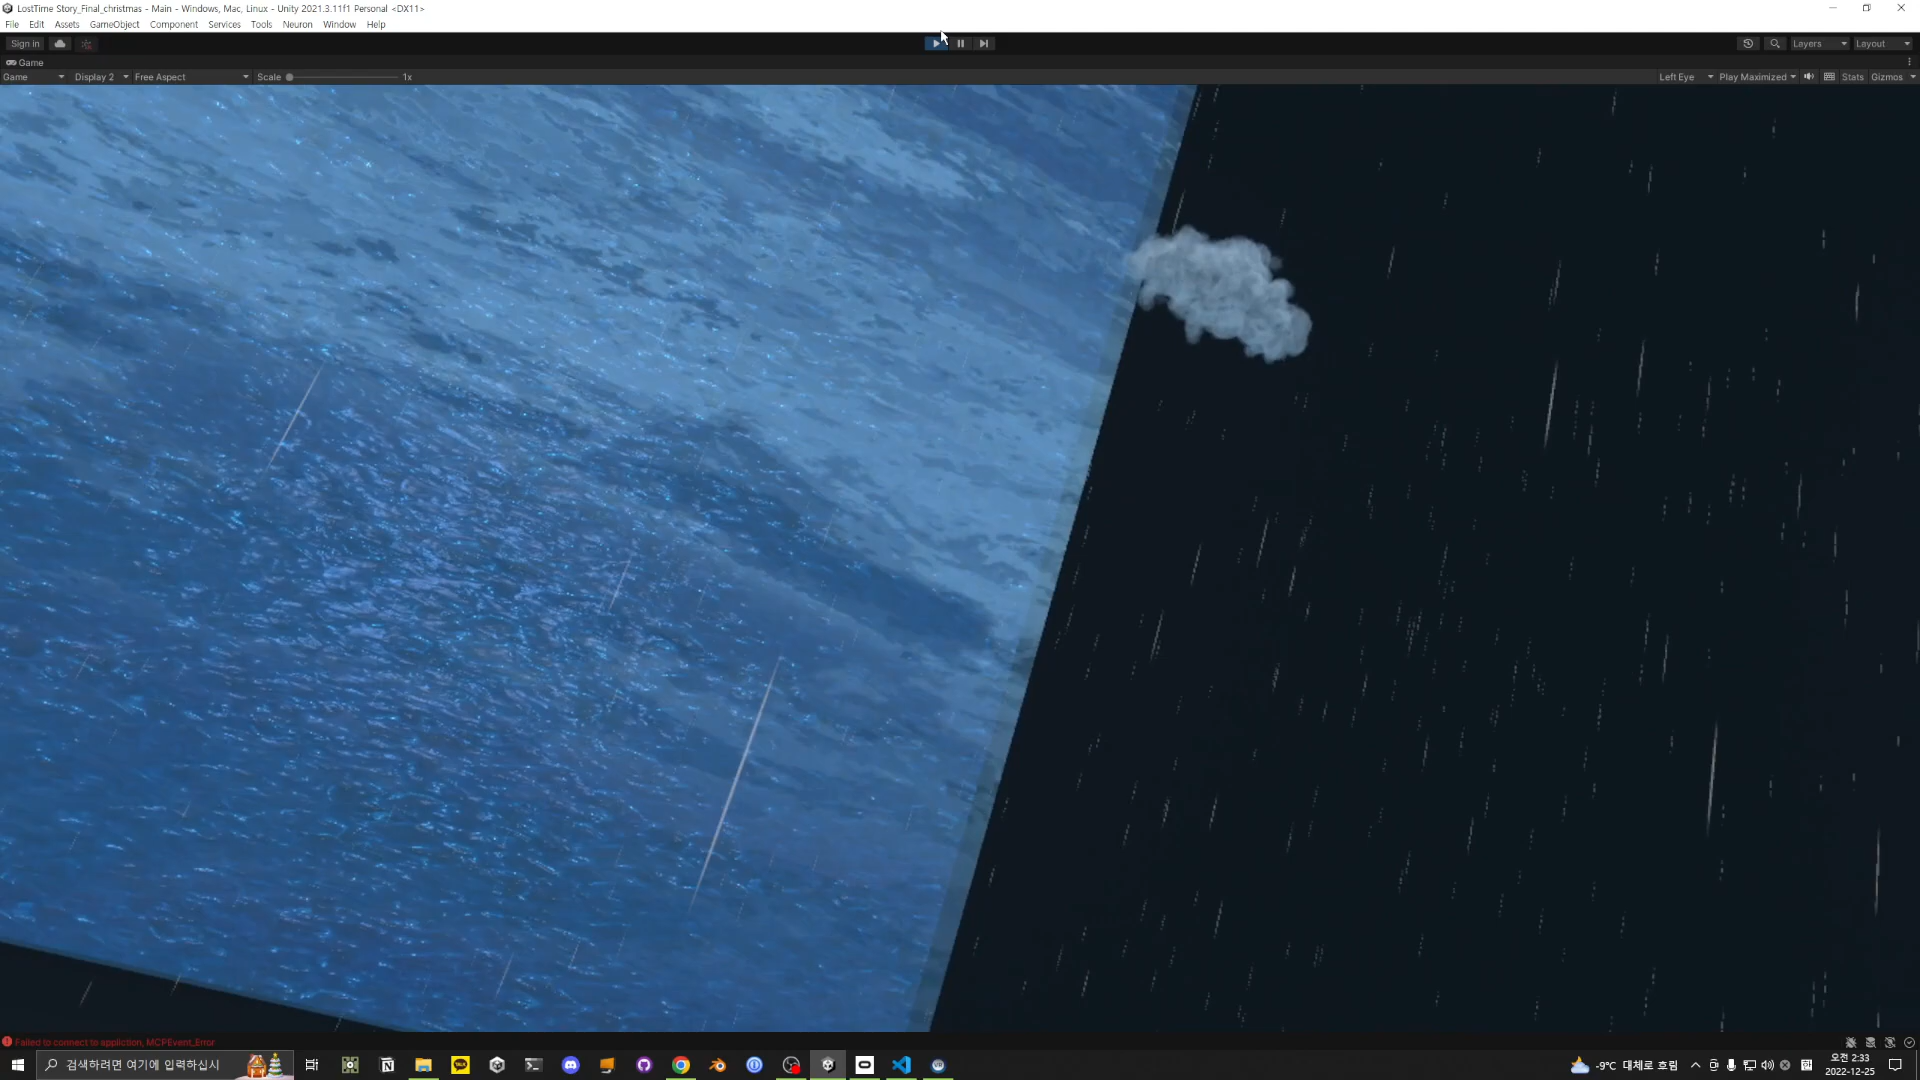 LostTime Story_Final_christmas - Main - Windows, Mac, Linux - Unity 2021.3.11f1 Personal <DX11>
File Edit Assets GameObject Component Services Tools Neuron Window Help
Sign in
Layers Layout
Game
Game Display 2 Free Aspect Scale 1x Left Eye Play Maximized Stats Gizmos
Failed to connect to appliction, MCPEvent_Error
검색하려면 여기에 입력하십시
-9°C 대체로 흐림
오전 2:33
2022-12-25